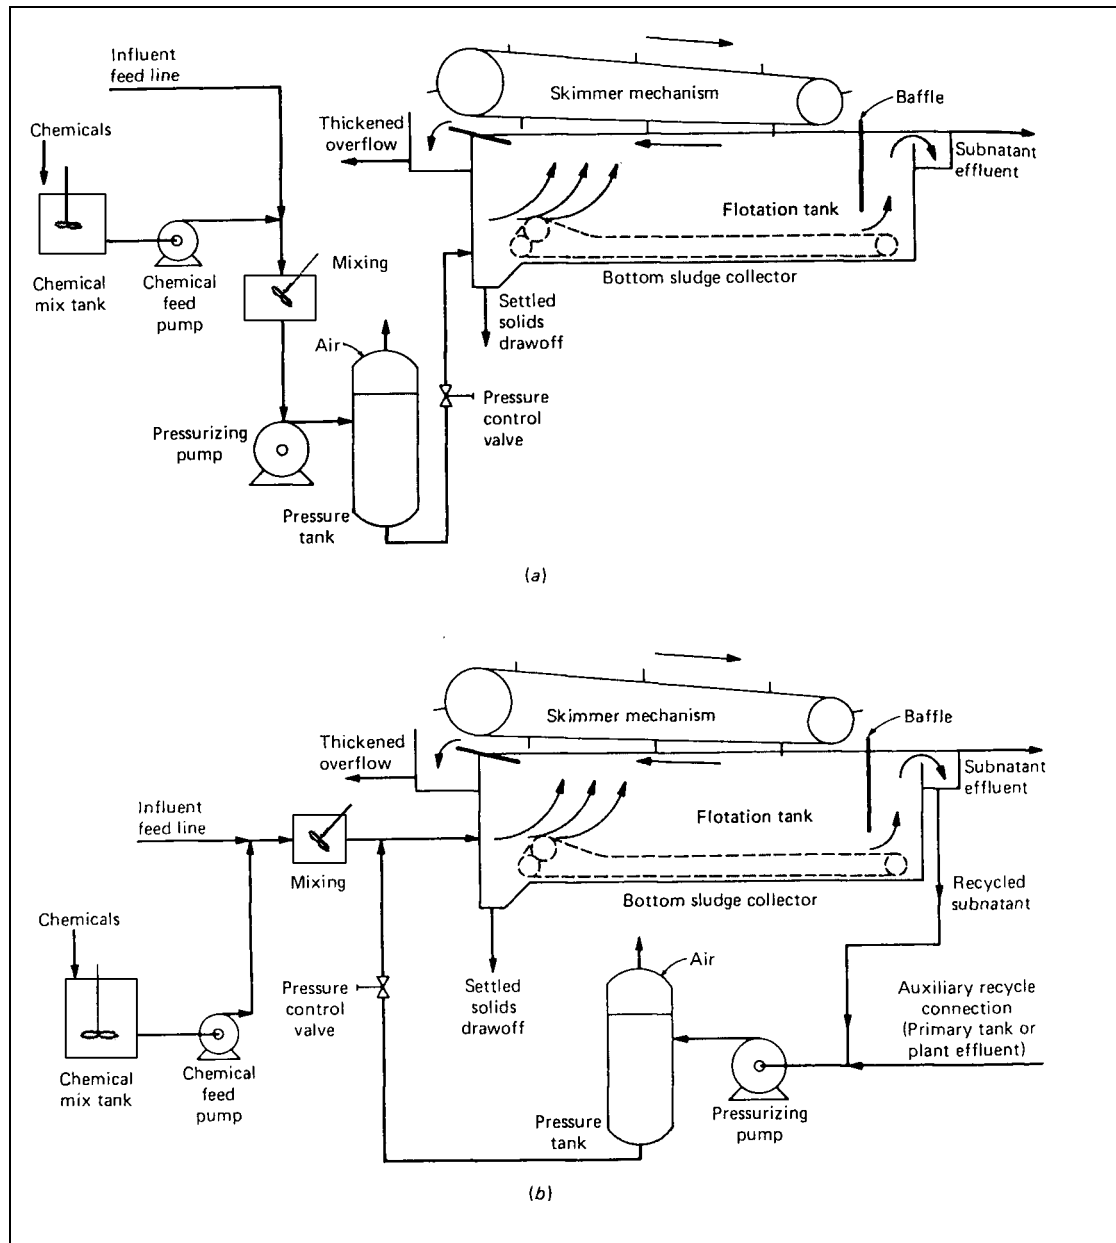 Influent
feed line
Chemicals
Chemical
mix tank
Chemical
feed
pump
Mixing
Pressurizing
pump
Air
Pressure
tank
Pressure
control
valve
Thickened
overflow
Skimmer mechanism
Baffle
Subnatant
effluent
Flotation tank
Bottom sludge collector
Settled
solids
drawoff
(a)
Skimmer mechanism
Thickened
overflow
Baffle
Subnatant
effluent
Influent
feed line
Mixing
Flotation tank
Bottom sludge collector
Recycled
subnatant
Chemicals
Chemical
mix tank
Chemical
feed
pump
Pressure
control
valve
Settled
solids
drawoff
Air
Pressure
tank
Pressurizing
pump
Auxiliary recycle
connection
(Primary tank or
plant effluent)
(b)